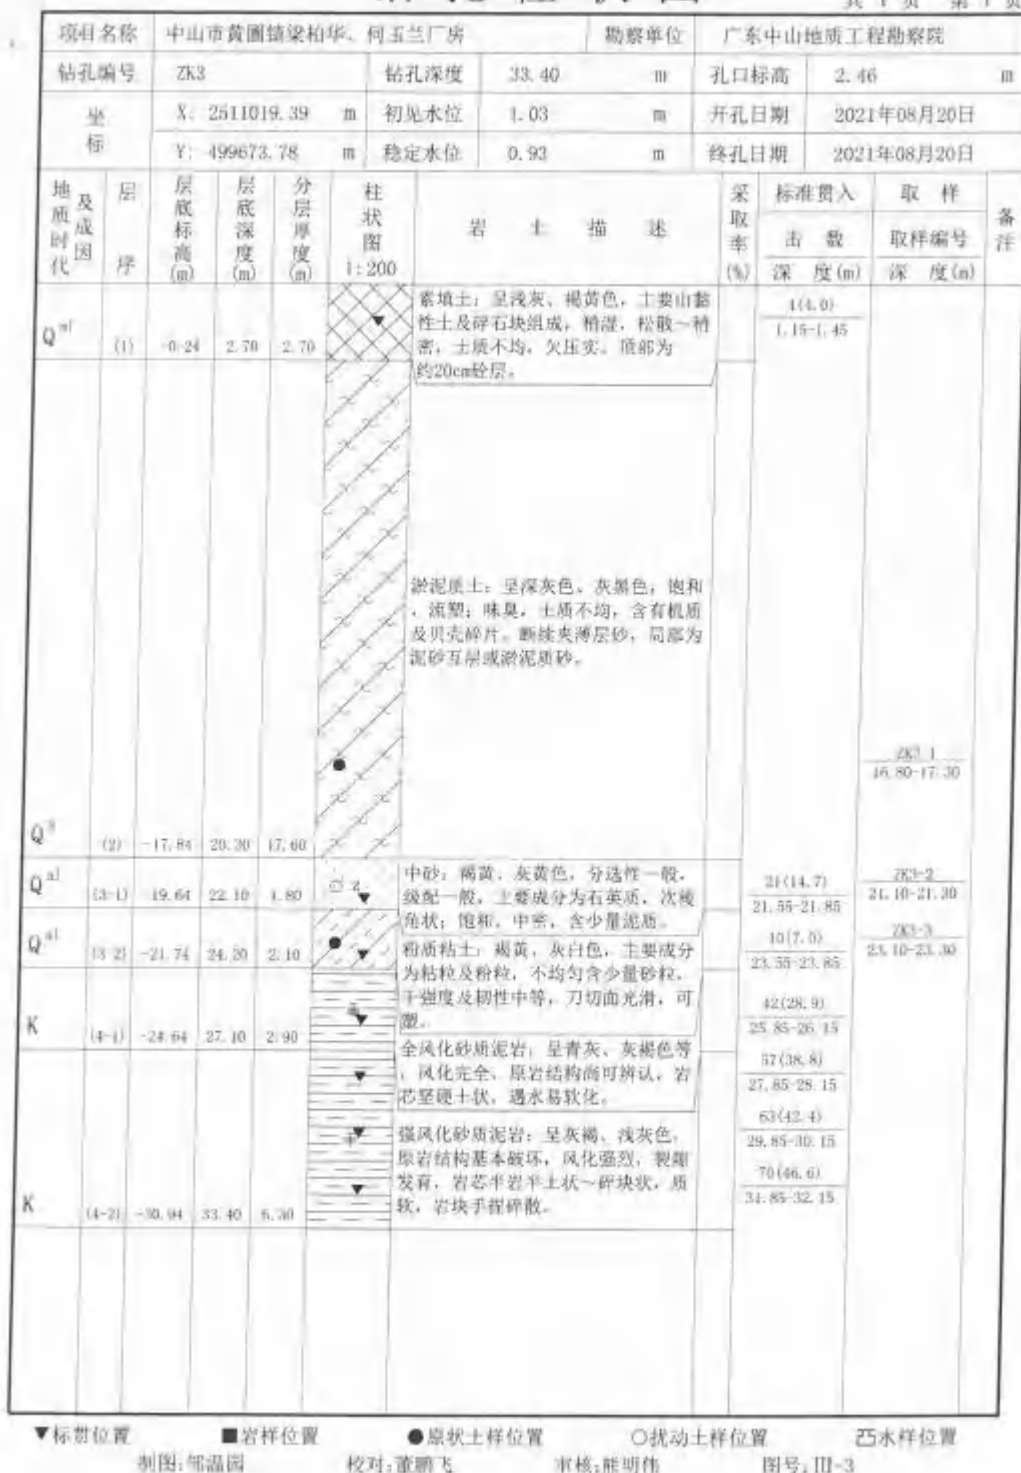 共 1 页 第 1 页
项目名称 中山市黄圃镇梁柏华、何玉兰厂房 勘察单位 广东中山地质工程勘察院
钻孔编号 ZK3 钻孔深度 33.40 m 孔口标高 2.46 m
坐标 X: 2511019.39 m 初见水位 1.03 m 开孔日期 2021年08月20日
Y: 499673.78 m 稳定水位 0.93 m 终孔日期 2021年08月20日
地质时代及成因 层序 层底标高(m) 层底深度(m) 分层厚度(m) 柱状图 1:200 岩土描述 采取率(%) 标准贯入 击数 深度(m) 取样 取样编号 深度(m) 备注
素填土:呈浅灰、褐黄色,主要由黏
性土及碎石块组成,稍湿,松散~稍
密,土质不均,欠压实。顶部为
约20cm砼层。
4(4.0)
1.15-1.45
Q^ml (1) -0.24 2.70 2.70
淤泥质土:呈深灰色、灰黑色,饱和
,流塑;味臭,土质不均,含有机质
及贝壳碎片。断续夹薄层砂,局部为
泥砂互层或淤泥质砂。
ZK3-1
16.80-17.30
(2) -17.84 20.30 17.60
中砂:褐黄、灰黄色,分选性一般,
级配一般,主要成分为石英质,次棱
角状;饱和,中密,含少量泥质。
Q^al (3-1) -19.64 22.10 1.80
21(14.7)
21.55-21.85
ZK3-2
21.10-21.30
粉质粘土:褐黄、灰白色,主要成分
为粘粒及粉粒,不均匀含少量砂粒,
干强度及韧性中等,刀切面光滑,可
塑。
Q^al (3-2) -21.74 24.20 2.10
10(7.0)
23.55-23.85
ZK3-3
23.10-23.30
全风化砂质泥岩:呈青灰、灰褐色等
,风化完全、原岩结构尚可辨认,岩
芯坚硬土状,遇水易软化。
K (4-1) -24.64 27.10 2.90
42(28.9)
25.85-26.15
57(38.8)
27.85-28.15
强风化砂质泥岩:呈灰褐、浅灰色,
原岩结构基本破坏,风化强烈,裂隙
发育,岩芯半岩半土状~碎块状,质
软,岩块手捏碎散。
63(42.4)
29.85-30.15
70(46.6)
31.85-32.15
K (4-2) -30.94 33.40 6.30
▼标贯位置 ■岩样位置 ●原状土样位置 ○扰动土样位置 凸水样位置
制图:邹温园 校对:董鹏飞 审核:熊明伟 图号:III-3